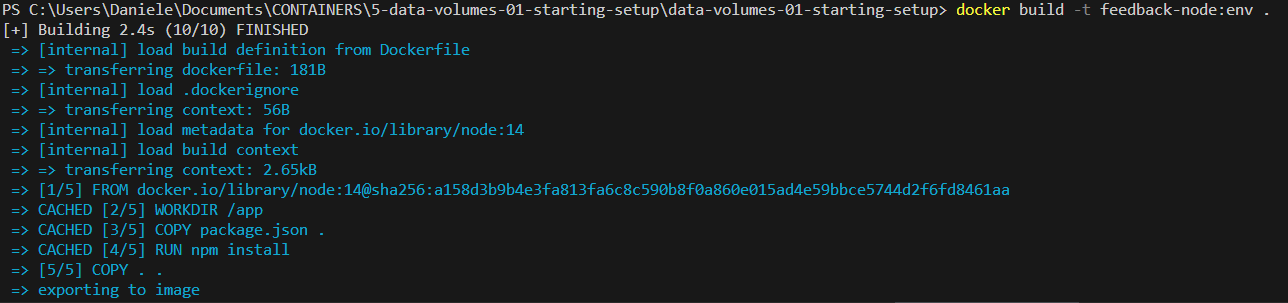 PS C:\Users\Daniele\Documents\CONTAINERS\5-data-volumes-01-starting-setup\data-volumes-01-starting-setup> docker build -t feedback-node:env .
[+] Building 2.4s (10/10) FINISHED
=> [internal] load build definition from Dockerfile
=> => transferring dockerfile: 181B
=> [internal] load .dockerignore
=> => transferring context: 56B
=> [internal] load metadata for docker.io/library/node:14
=> [internal] load build context
=> => transferring context: 2.65kB
=> [1/5] FROM docker.io/library/node:14@sha256:a158d3b9b4e3fa813fa6c8c590b8f0a860e015ad4e59bbce5744d2f6fd8461aa
=> CACHED [2/5] WORKDIR /app
=> CACHED [3/5] COPY package.json .
=> CACHED [4/5] RUN npm install
=> [5/5] COPY . .
=> exporting to image